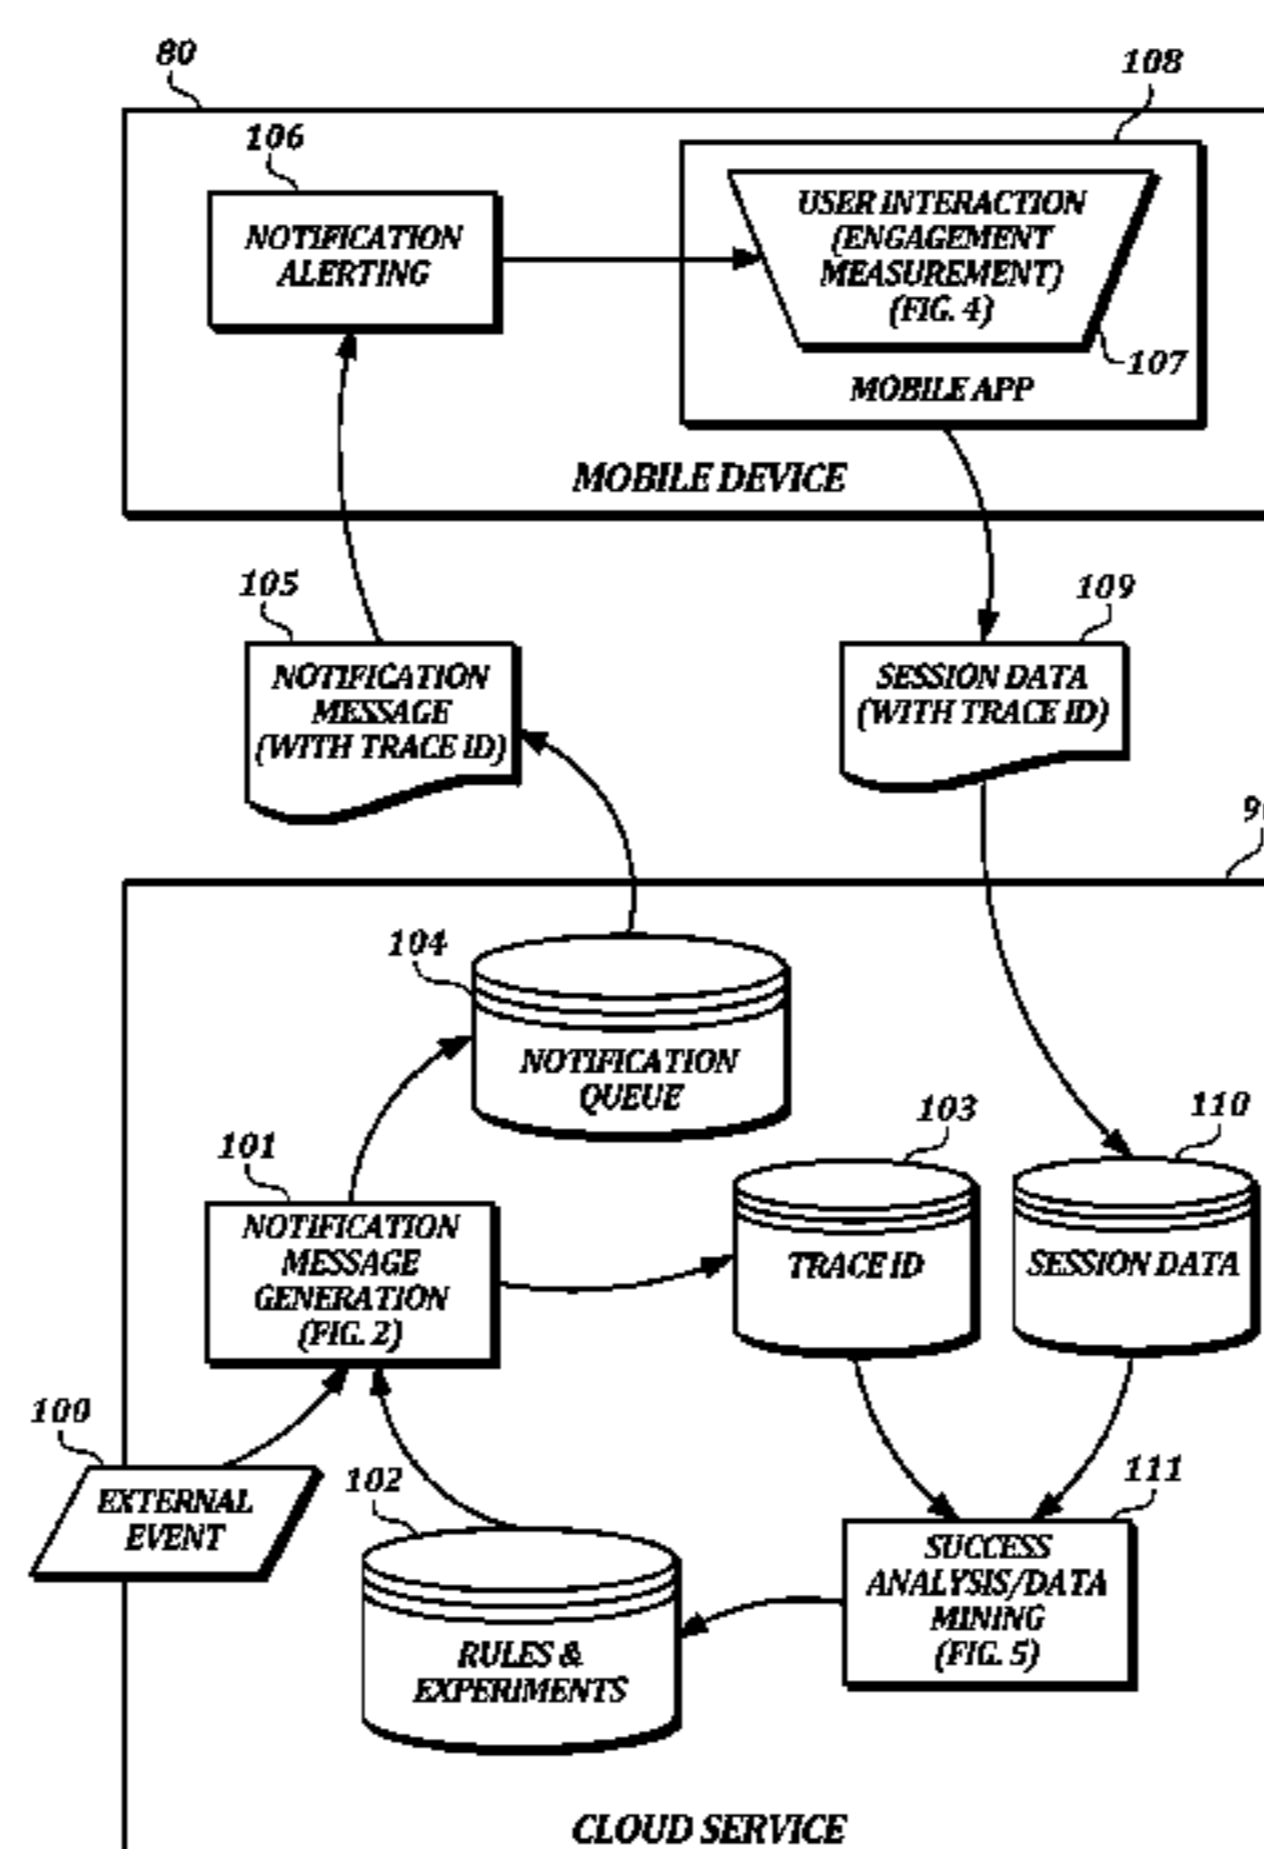 80
108
106
NOTIFICATION
ALERTING
USER INTERACTION
(ENGAGEMENT
MEASUREMENT)
(FIG. 4)
107
MOBILE APP
MOBILE DEVICE
105
NOTIFICATION
MESSAGE
(WITH TRACE ID)
109
SESSION DATA
(WITH TRACE ID)
104
NOTIFICATION
QUEUE
103
TRACE ID
110
SESSION DATA
101
NOTIFICATION
MESSAGE
GENERATION
(FIG. 2)
100
EXTERNAL
EVENT
102
RULES &
EXPERIMENTS
111
SUCCESS
ANALYSIS/DATA
MINING
(FIG. 5)
CLOUD SERVICE